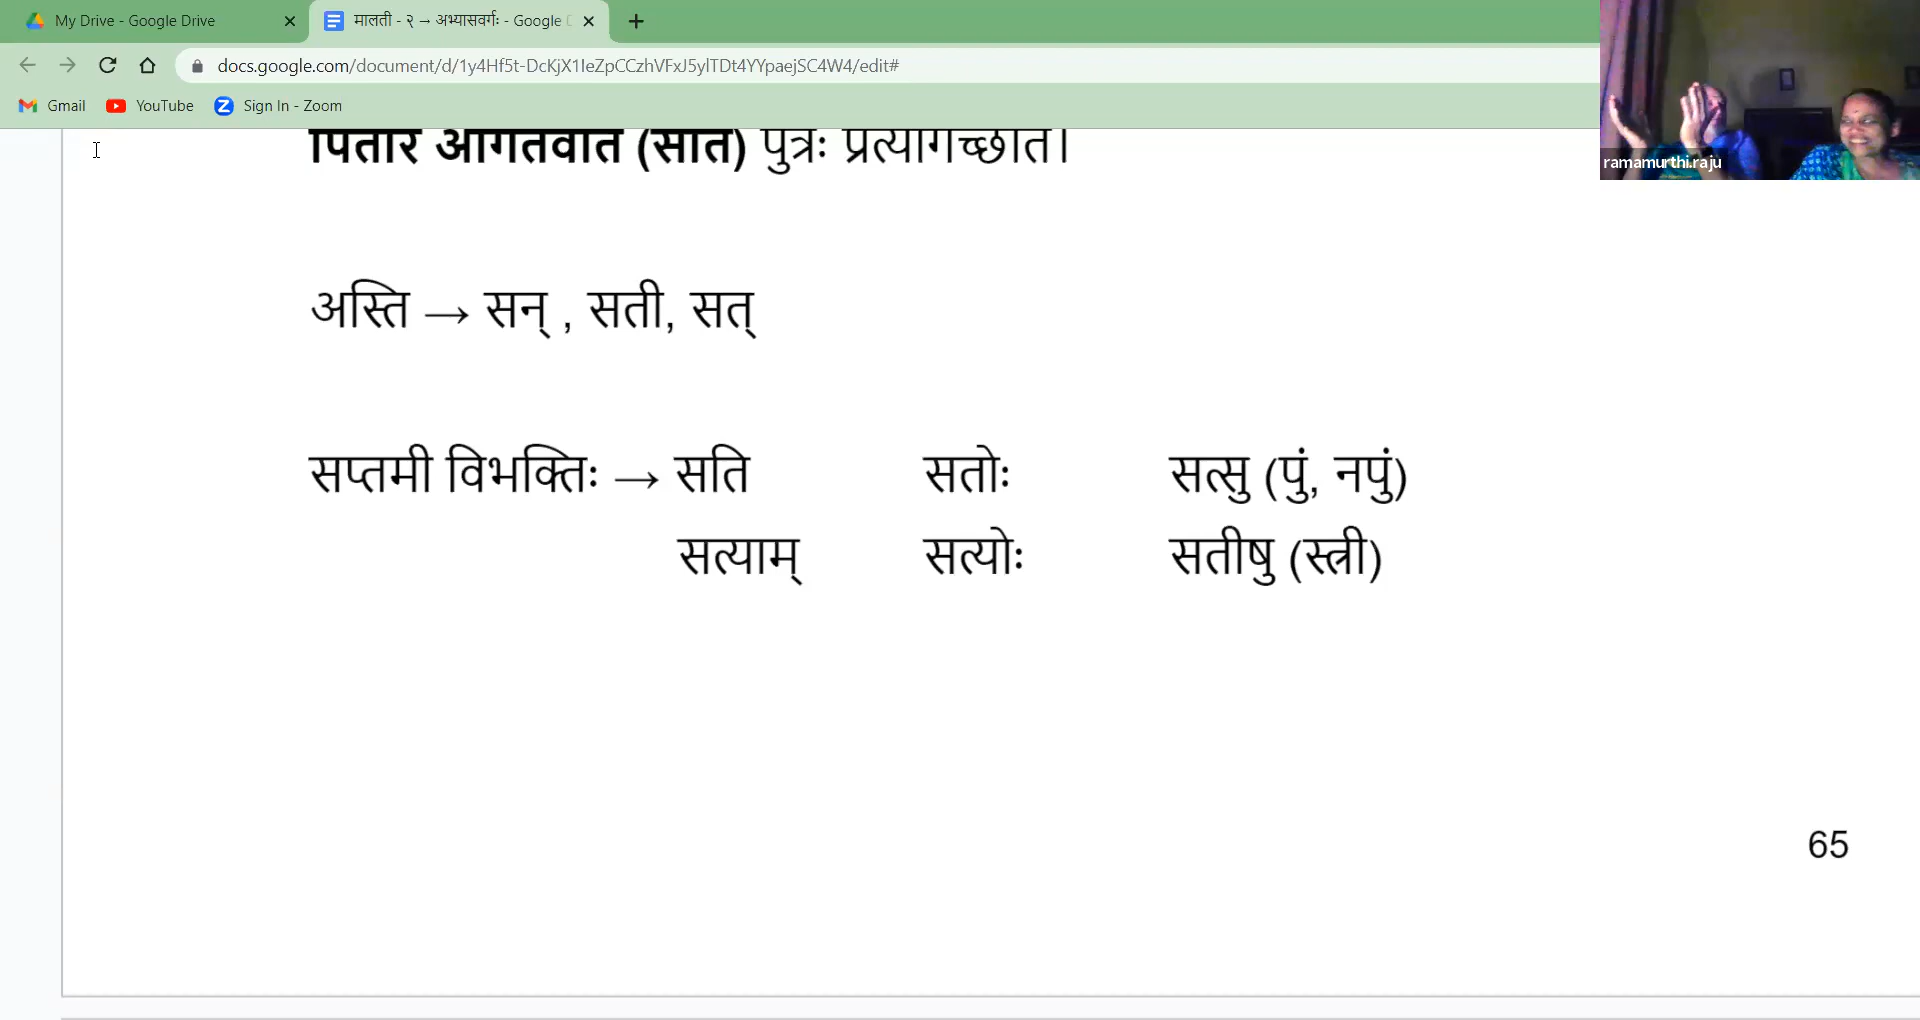 My Drive - Google Drive
मालती - २ → अभ्यासवर्गः - Google D
docs.google.com/document/d/1y4Hf5t-DcKjX1IeZpCCzhVFxJ5ylTDt4YYpaejSC4W4/edit#
Gmail YouTube Sign In - Zoom
ramamurthi.raju
पितरि आगतवति (सति) पुत्रः प्रत्यागच्छति।
अस्ति → सन् , सती, सत्
सप्तमी विभक्तिः → सति सतोः सत्सु (पुं, नपुं)
सत्याम् सत्योः सतीषु (स्त्री)
65